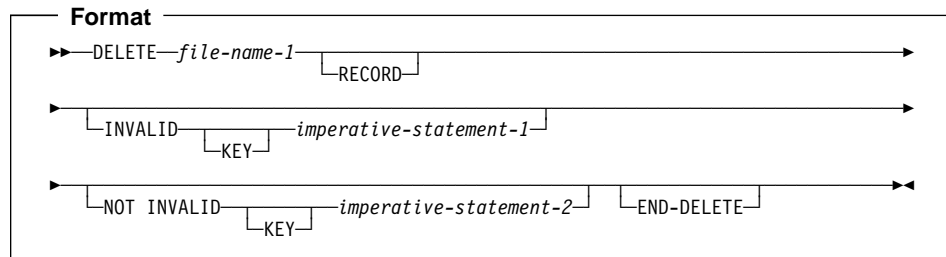 Format
DELETE file-name-1
RECORD
INVALID imperative-statement-1
KEY
NOT INVALID imperative-statement-2 END-DELETE
KEY